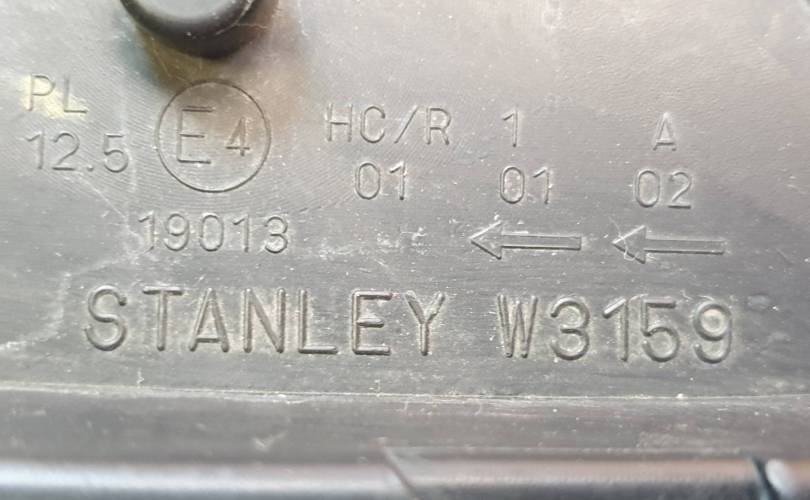 PL E4 HC/R 1 A
12.5 01 01 02
19013
STANLEY W3159